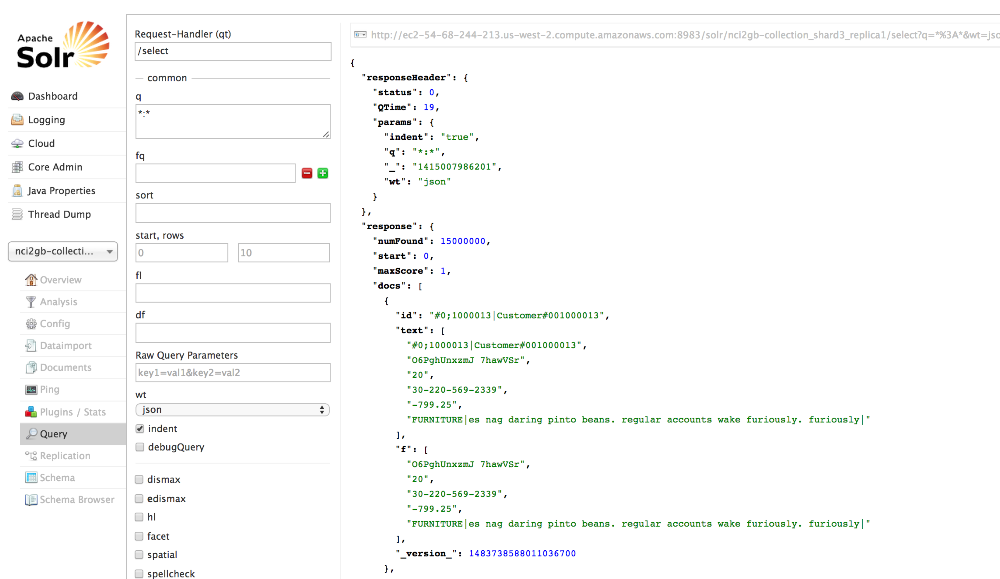 Apache
Solr
Dashboard
Logging
Cloud
Core Admin
Java Properties
Thread Dump
nci2gb-collecti...
Overview
Analysis
Config
Dataimport
Documents
Ping
Plugins / Stats
Query
Replication
Schema
Schema Browser
Request-Handler (qt)
/select
common
q
*:*
fq
sort
start, rows
0 10
fl
df
Raw Query Parameters
key1=val1&key2=val2
wt
json
indent
debugQuery
dismax
edismax
hl
facet
spatial
spellcheck
http://ec2-54-68-244-213.us-west-2.compute.amazonaws.com:8983/solr/nci2gb-collection_shard3_replica1/select?q=*%3A*&wt=jso
{
"responseHeader": {
"status": 0,
"QTime": 19,
"params": {
"indent": "true",
"q": "*:*",
"_": "1415007986201",
"wt": "json"
}
},
"response": {
"numFound": 15000000,
"start": 0,
"maxScore": 1,
"docs": [
{
"id": "#0;1000013|Customer#001000013",
"text": [
"#0;1000013|Customer#001000013",
"O6PghUnxzmJ 7hawVSr",
"20",
"30-220-569-2339",
"-799.25",
"FURNITURE|es nag daring pinto beans. regular accounts wake furiously. furiously|"
],
"f": [
"O6PghUnxzmJ 7hawVSr",
"20",
"30-220-569-2339",
"-799.25",
"FURNITURE|es nag daring pinto beans. regular accounts wake furiously. furiously|"
],
"_version_": 1483738588011036700
},